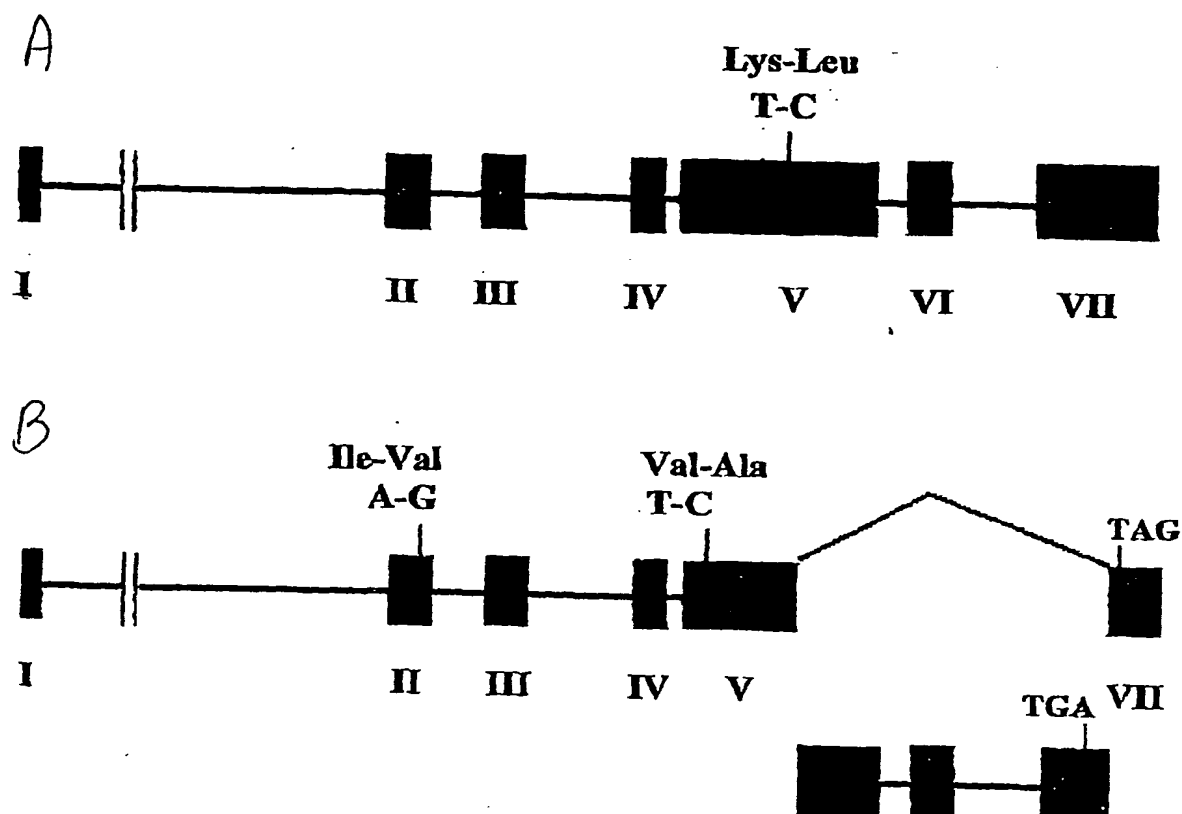 A
Lys-Leu
T-C
I II III IV V VI VII
B
Ile-Val
A-G
Val-Ala
T-C
TAG
I II III IV V VII
TGA